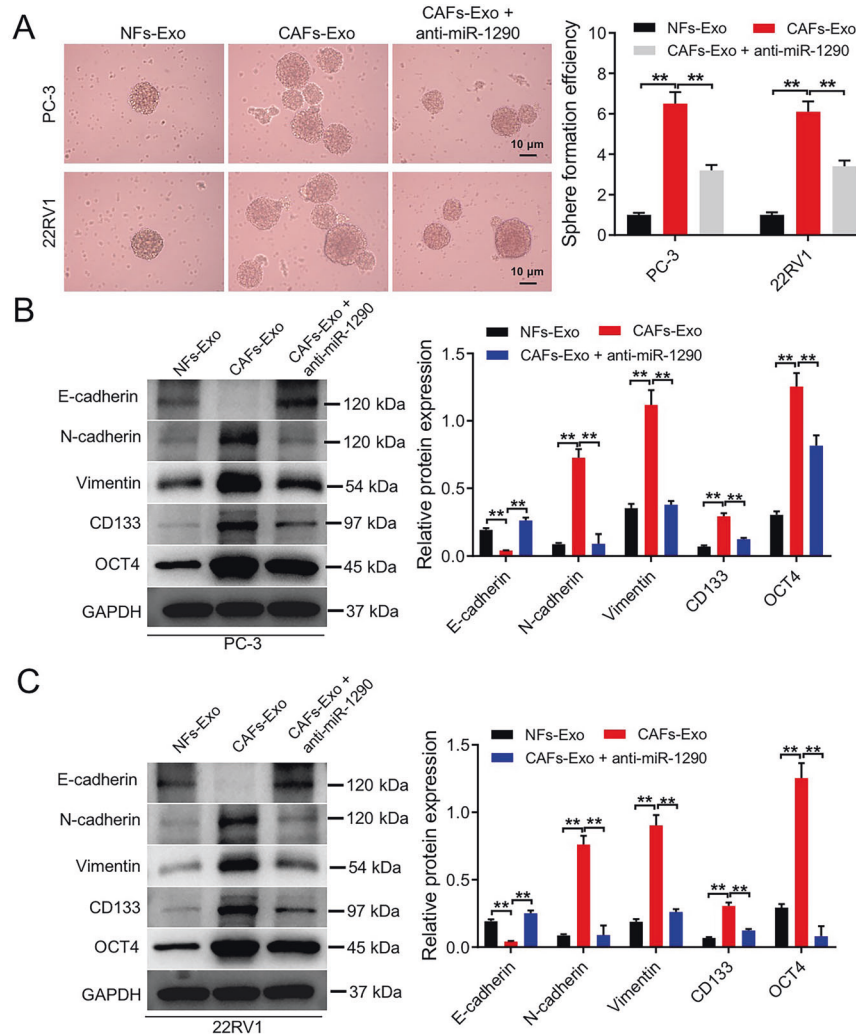 A
NFs-Exo
CAFs-Exo
CAFs-Exo +
anti-miR-1290
PC-3
10 μm
22RV1
10 μm
NFs-Exo
CAFs-Exo
CAFs-Exo + anti-miR-1290
Sphere formation effciency
10
8
6
4
2
0
** **
** **
PC-3
22RV1
B
NFs-Exo
CAFs-Exo
CAFs-Exo +
anti-miR-1290
E-cadherin
120 kDa
N-cadherin
120 kDa
Vimentin
54 kDa
CD133
97 kDa
OCT4
45 kDa
GAPDH
37 kDa
PC-3
NFs-Exo
CAFs-Exo
CAFs-Exo + anti-miR-1290
Relative protein expression
1.5
1.0
0.5
0.0
** **
** **
** **
** **
** **
E-cadherin
N-cadherin
Vimentin
CD133
OCT4
C
NFs-Exo
CAFs-Exo
CAFs-Exo +
anti-miR-1290
E-cadherin
120 kDa
N-cadherin
120 kDa
Vimentin
54 kDa
CD133
97 kDa
OCT4
45 kDa
GAPDH
37 kDa
22RV1
NFs-Exo
CAFs-Exo
CAFs-Exo + anti-miR-1290
Relative protein expression
1.5
1.0
0.5
0.0
** **
** **
** **
** **
** **
E-cadherin
N-cadherin
Vimentin
CD133
OCT4